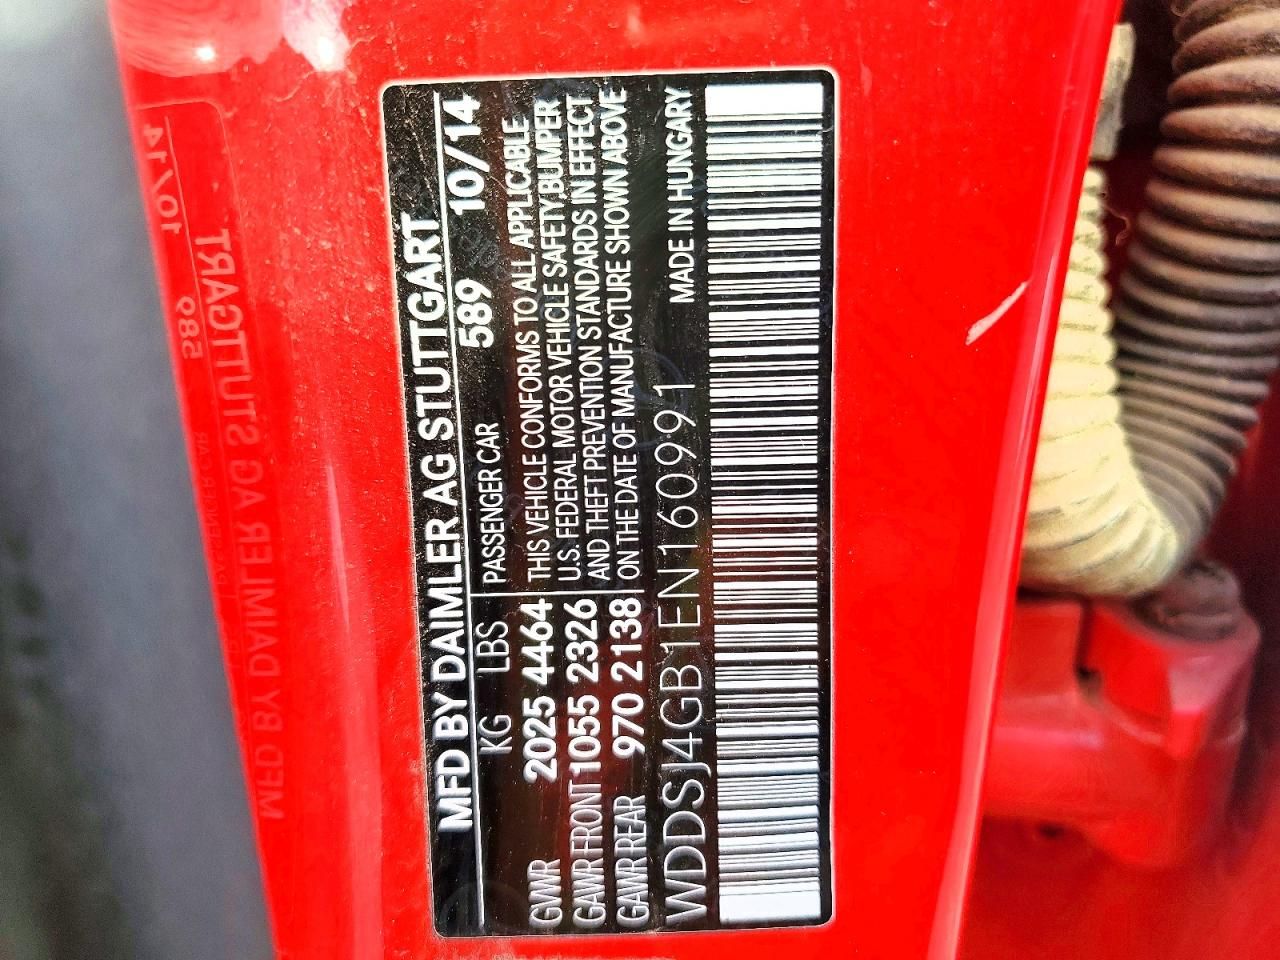 MFD BY DAIMLER AG STUTTGART
KG LBS PASSENGER CAR 589 10/14
GVWR 2025 4464 THIS VEHICLE CONFORMS TO ALL APPLICABLE
GAWR FRONT 1055 2326 U.S. FEDERAL MOTOR VEHICLE SAFETY, BUMPER
GAWR REAR 970 2138 AND THEFT PREVENTION STANDARDS IN EFFECT
ON THE DATE OF MANUFACTURE SHOWN ABOVE
WDDSJ4GB1EN160991 MADE IN HUNGARY